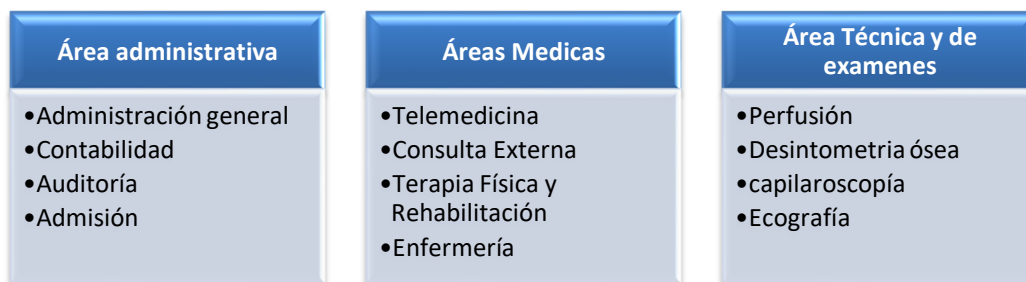 Área administrativa
•Administración general
•Contabilidad
•Auditoría
•Admisión
Áreas Medicas
•Telemedicina
•Consulta Externa
•Terapia Física y
Rehabilitación
•Enfermería
Área Técnica y de
examenes
•Perfusión
•Desintometria ósea
•capilaroscopía
•Ecografía